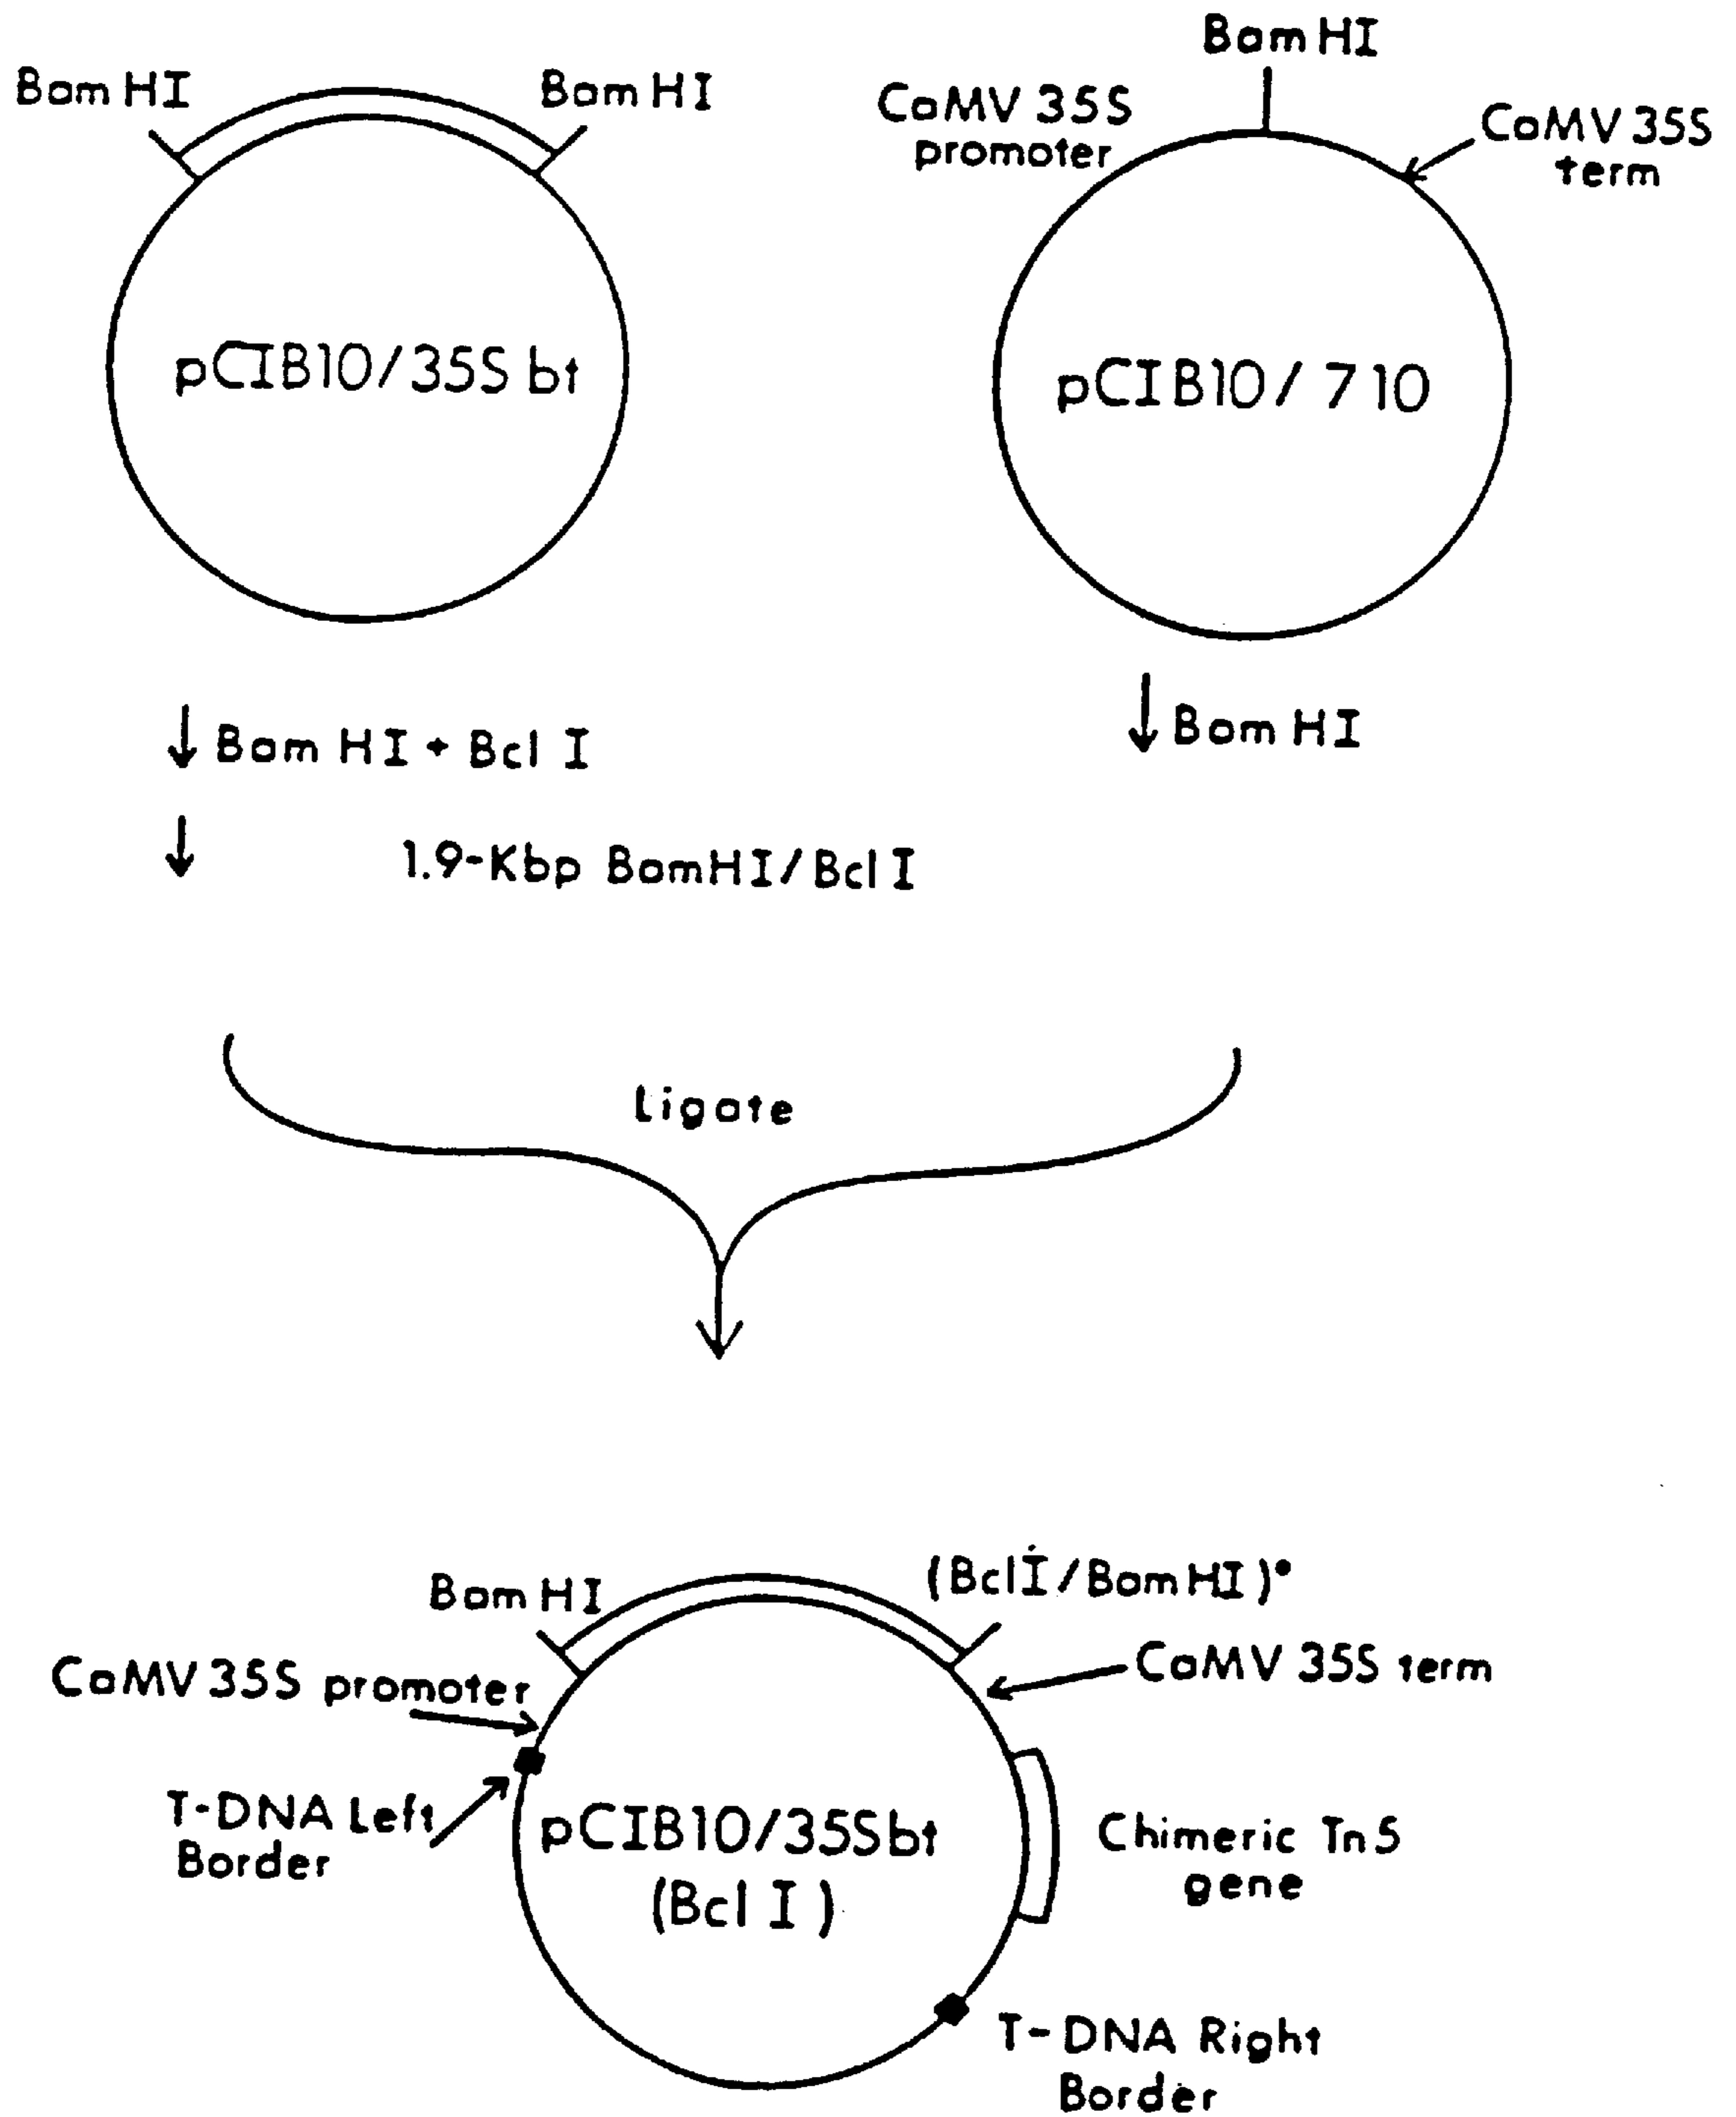 Bam HI
Bam HI
pCIB10/35S bt
Bam HI
CaMV 35S
promoter
CaMV 35S
term
pCIB10/ 710
Bam HI + Bcl I
1.9-Kbp BamHI/Bcl I
Bam HI
Ligate
Bam HI
(BclI/BamHI)•
CaMV 35S promoter
CaMV 35S term
T-DNA Left
Border
pCIB10/35Sbt
(Bcl I)
Chimeric Tn5
gene
T-DNA Right
Border